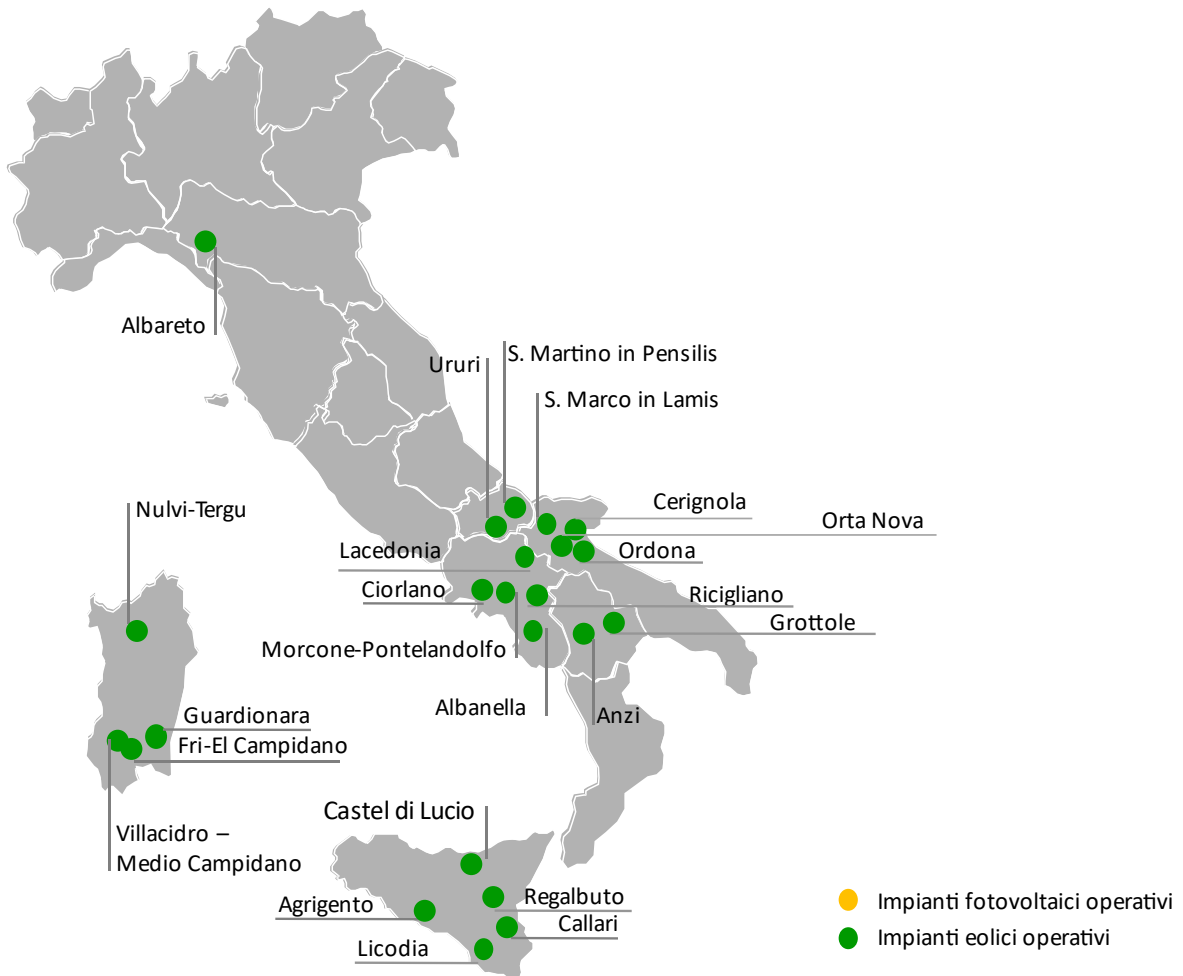 Albareto
Ururi
S. Martino in Pensilis
S. Marco in Lamis
Nulvi-Tergu
Cerignola
Orta Nova
Lacedonia
Ordona
Ciorlano
Ricigliano
Grottole
Morcone-Pontelandolfo
Albanella
Anzi
Guardionara
Fri-El Campidano
Villacidro –
Medio Campidano
Castel di Lucio
Agrigento
Regalbuto
Callari
Licodia
Impianti fotovoltaici operativi
Impianti eolici operativi